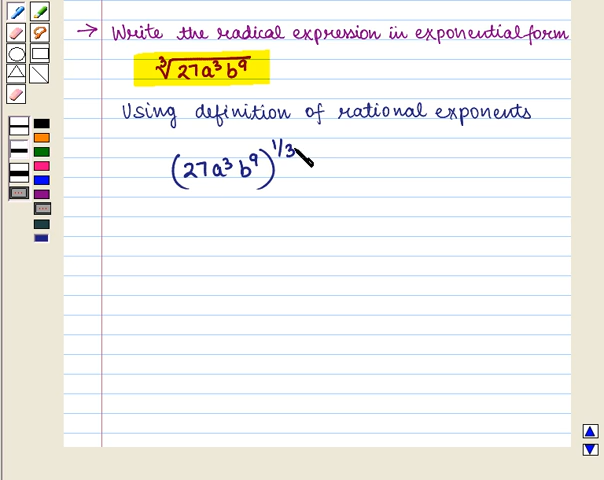 → Write the radical expression in exponential form
∛27a³b⁹
Using definition of rational exponents
(27a³b⁹)^1/3